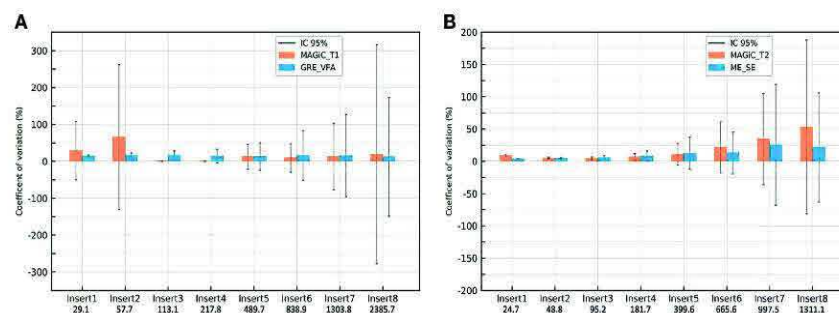 A
Coefficient of variation (%)
300
200
100
0
-100
-200
-300
IC 95%
MAGIC_T1
GRE_VFA
Insert1 Insert2 Insert3 Insert4 Insert5 Insert6 Insert7 Insert8
29.1 57.7 113.1 217.8 489.7 838.9 1303.8 2385.7
B
Coefficient of variation (%)
200
150
100
50
0
-50
-100
-150
-200
IC 95%
MAGIC_T2
ME_SE
Insert1 Insert2 Insert3 Insert4 Insert5 Insert6 Insert7 Insert8
24.7 48.8 95.2 181.7 399.6 665.6 997.5 1311.1